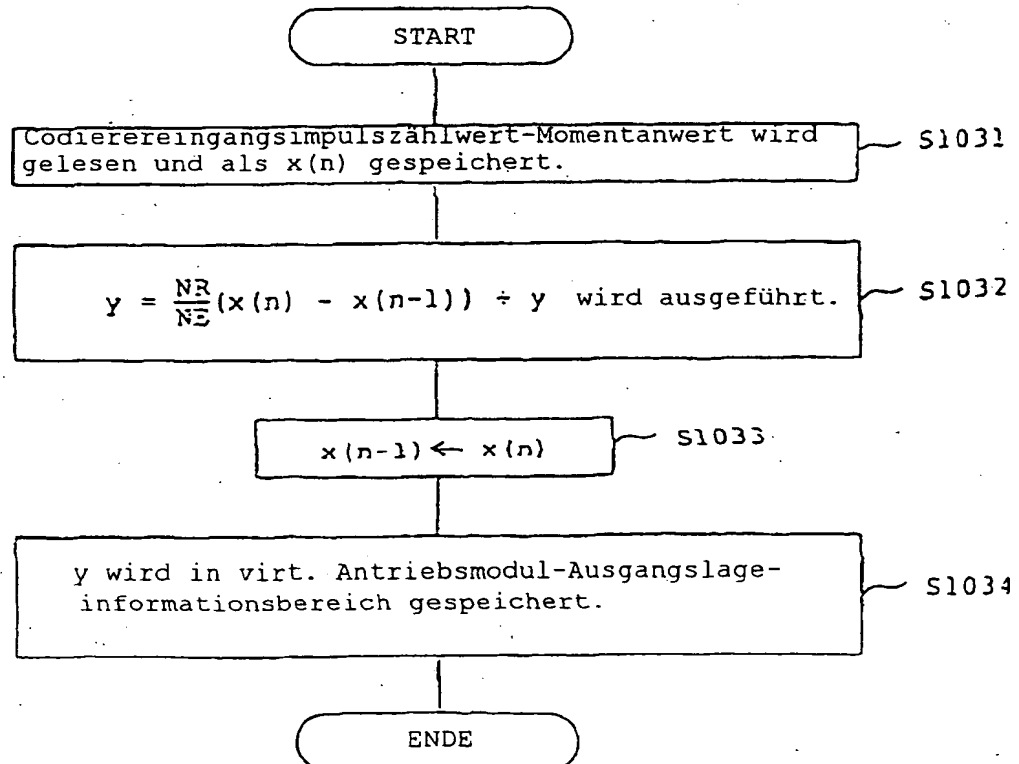 START
Codierereingangsimpulszählwert-Momentanwert wird
S1031
gelesen und als x(n) gespeichert.
y = NR/NE (x(n) - x(n-1)) ÷ y wird ausgeführt.
S1032
x(n-1) ← x(n)
S1033
y wird in virt. Antriebsmodul-Ausgangslage-
informationsbereich gespeichert.
S1034
ENDE